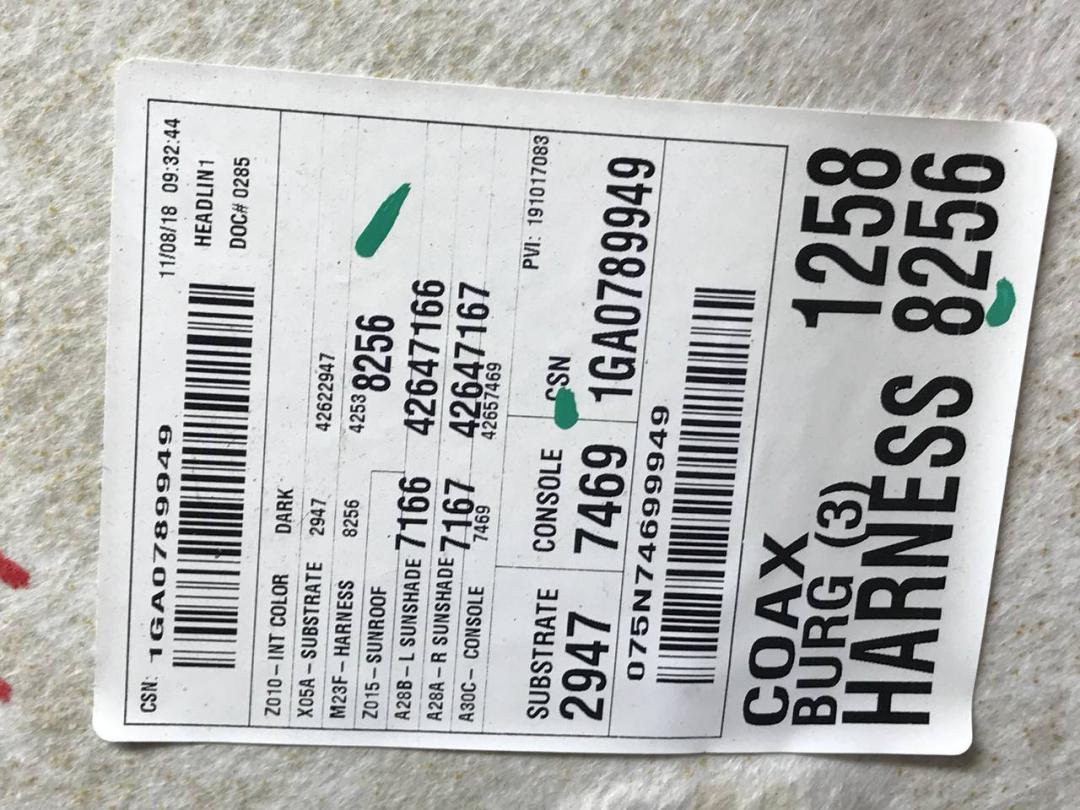 11/08/18 09:32:44
CSN: 1GA0789949
HEADLIN1
DOC# 0285
Z010 – INT COLOR DARK
X05A – SUBSTRATE 2947 42622947
M23F – HARNESS 8256 42538256
Z015 – SUNROOF
A28B – L SUNSHADE 7166 42647166
A28A – R SUNSHADE 7167 42647167
A30C – CONSOLE 7469 42657469
SUBSTRATE CONSOLE CSN PVI: 191017083
2947 7469 1GA0789949
075N74699949
COAX 1258
BURG (3)
HARNESS 8256